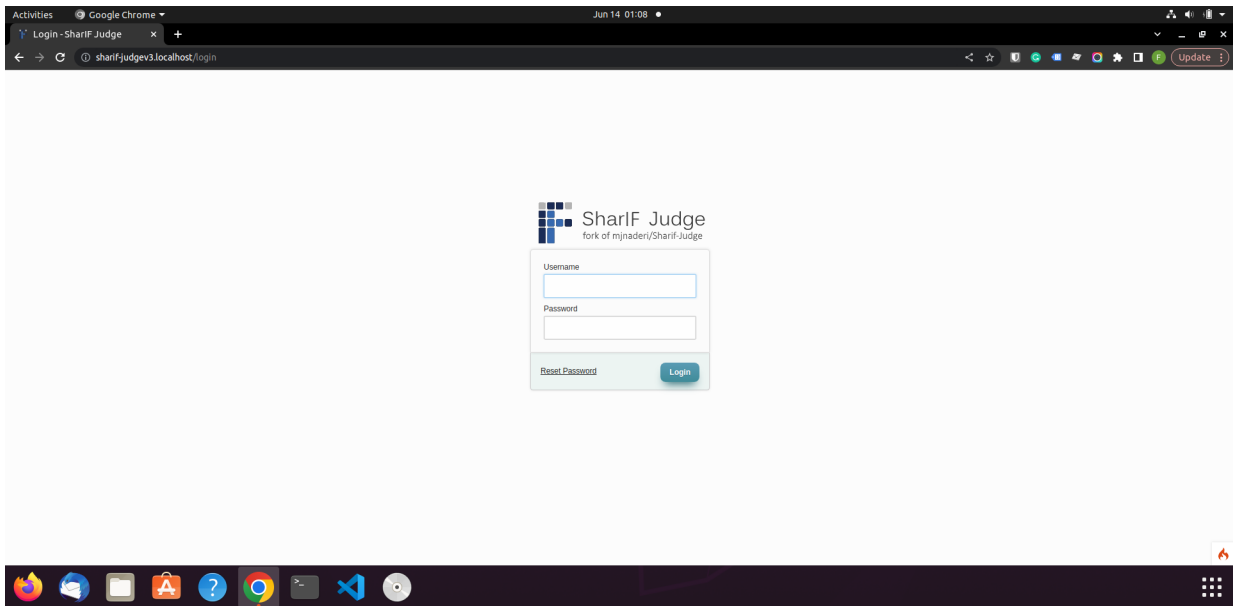 Activities Google Chrome Jun 14 01:08
Login - SharIF Judge
sharif-judgev3.localhost/login Update
SharIF Judge
fork of mjnaderi/Sharif-Judge
Username
Password
Reset Password Login